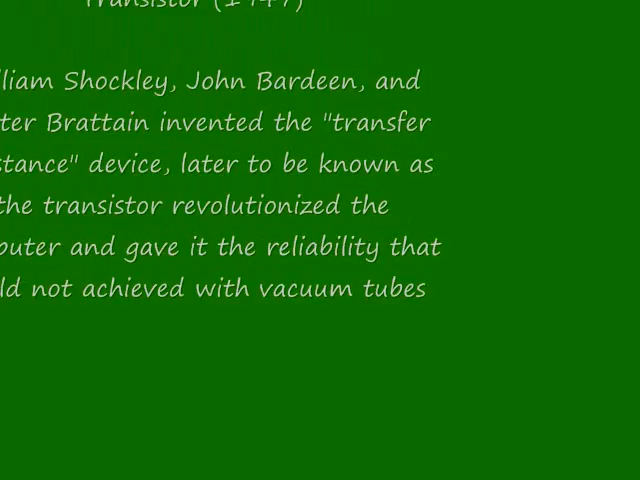 Transistor (1947)
lliam Shockley, John Bardeen, and
ter Brattain invented the "transfer
stance" device, later to be known as
the transistor revolutionized the
puter and gave it the reliability that
ld not achieved with vacuum tubes